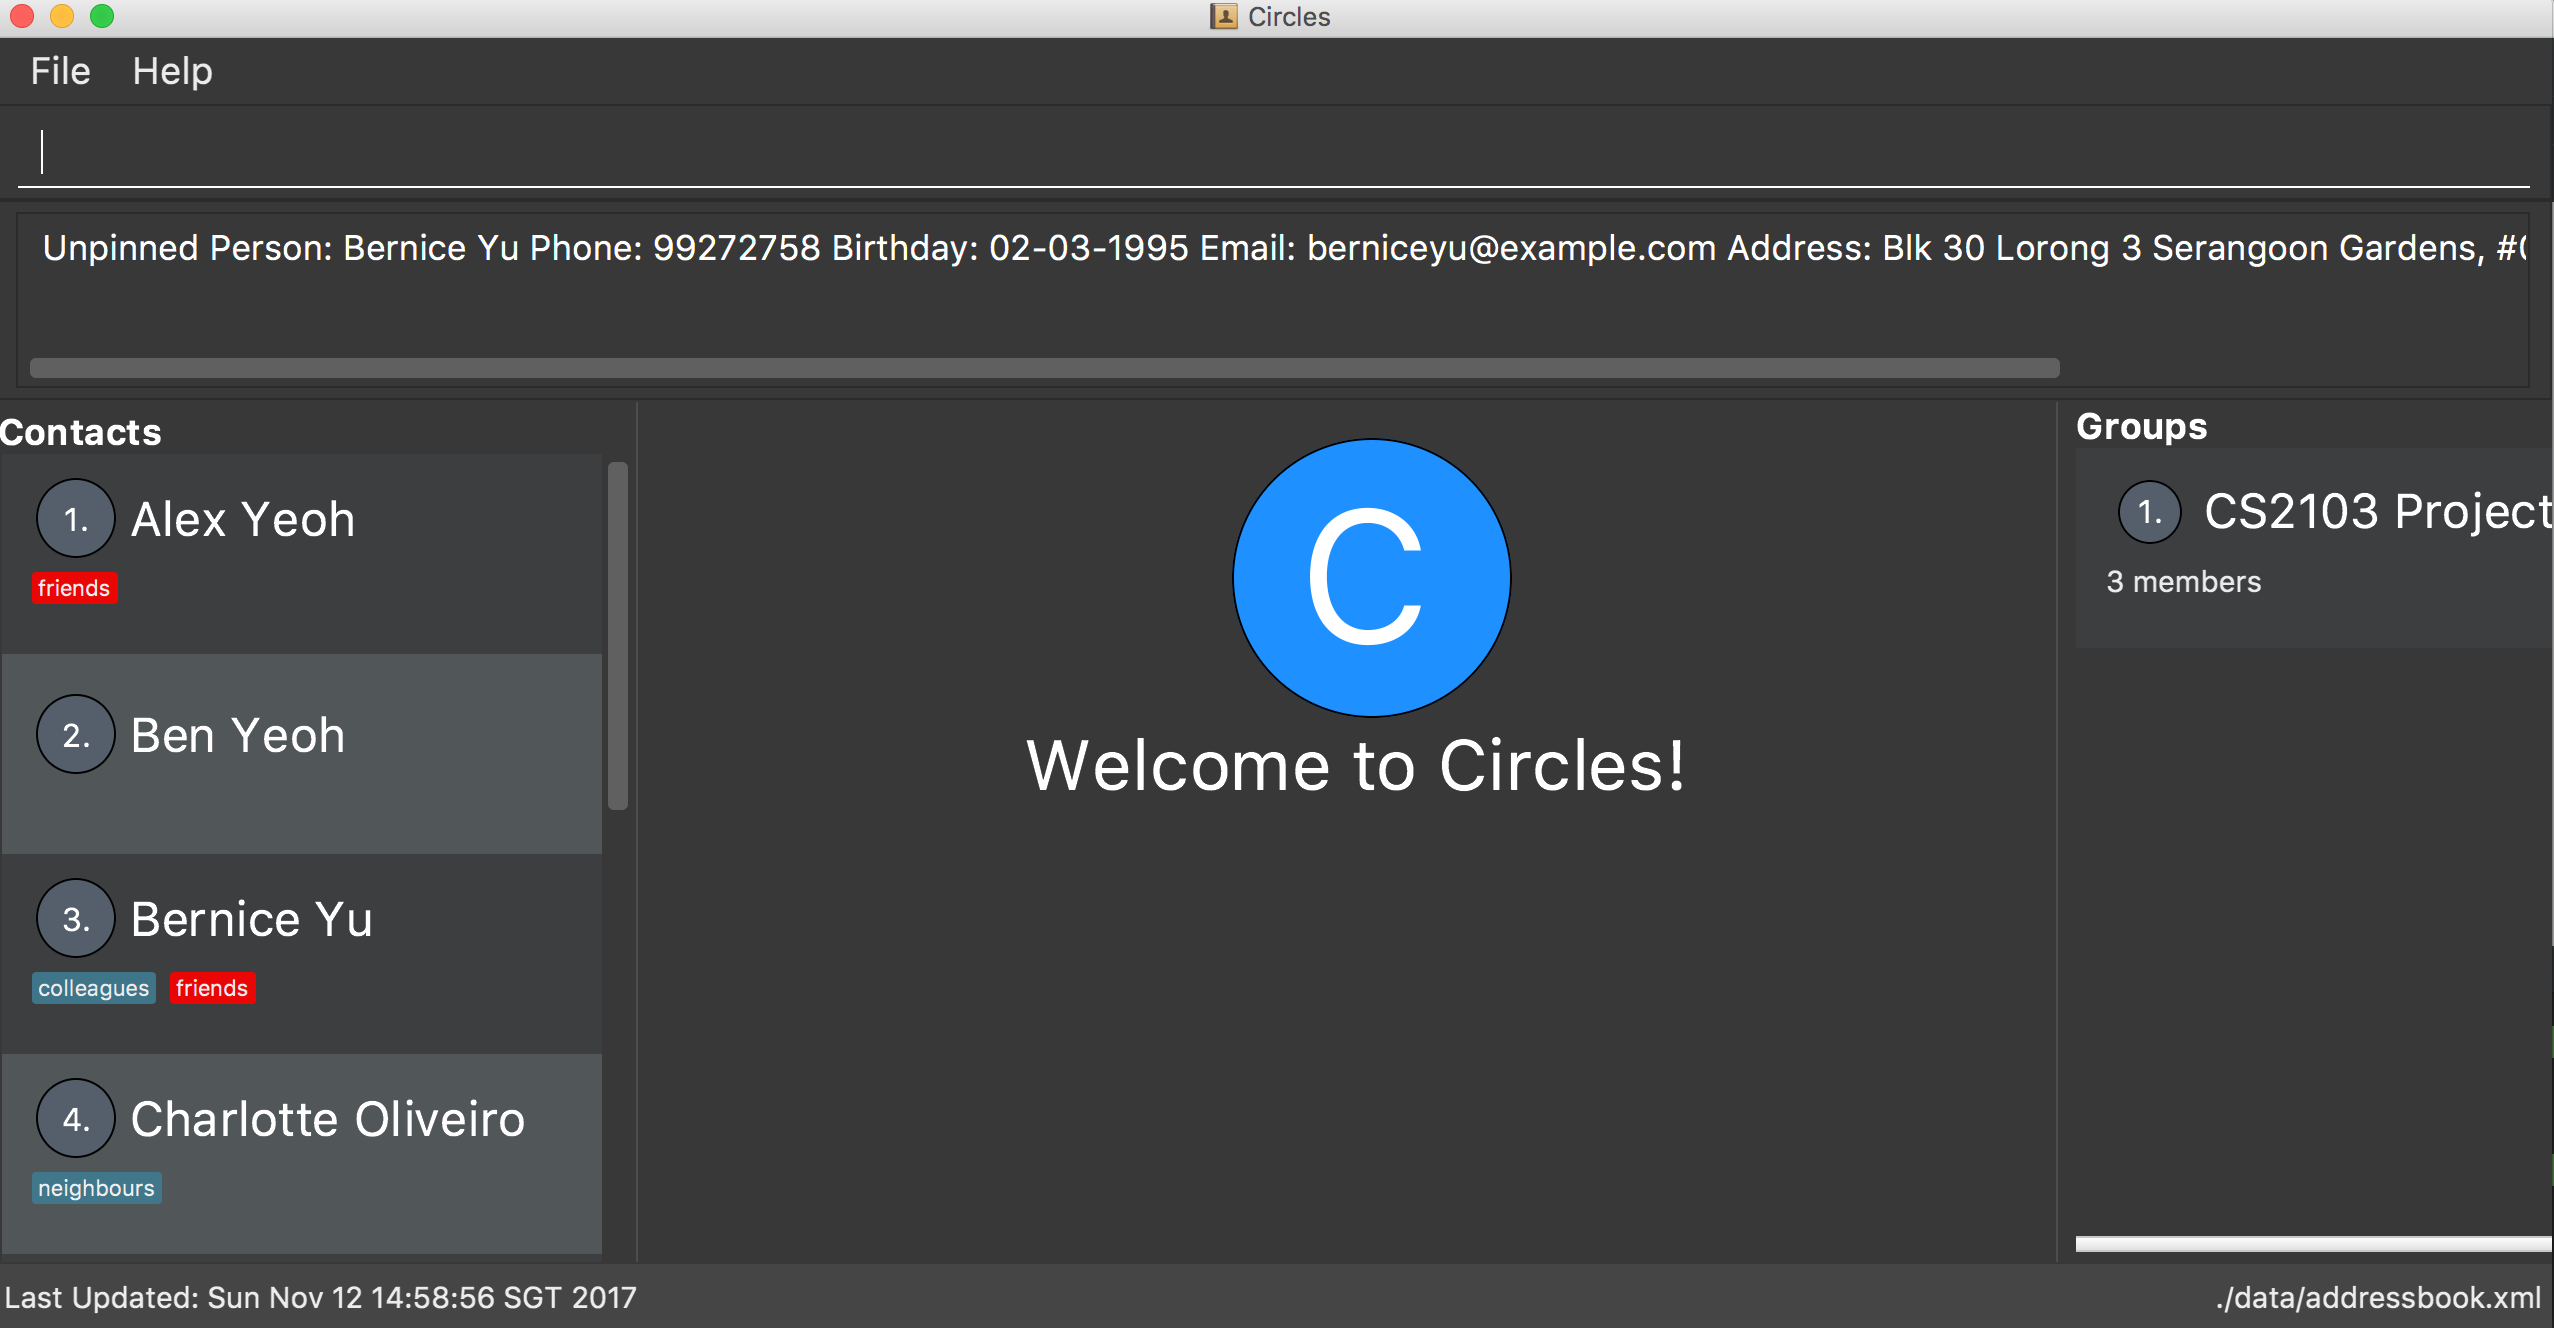 Circles
File Help
Unpinned Person: Bernice Yu Phone: 99272758 Birthday: 02-03-1995 Email: berniceyu@example.com Address: Blk 30 Lorong 3 Serangoon Gardens,
Contacts
1. Alex Yeoh
friends
2. Ben Yeoh
3. Bernice Yu
colleagues friends
4. Charlotte Oliveiro
neighbours
C
Welcome to Circles!
Groups
1. CS2103 Project
3 members
Last Updated: Sun Nov 12 14:58:56 SGT 2017
./data/addressbook.xml